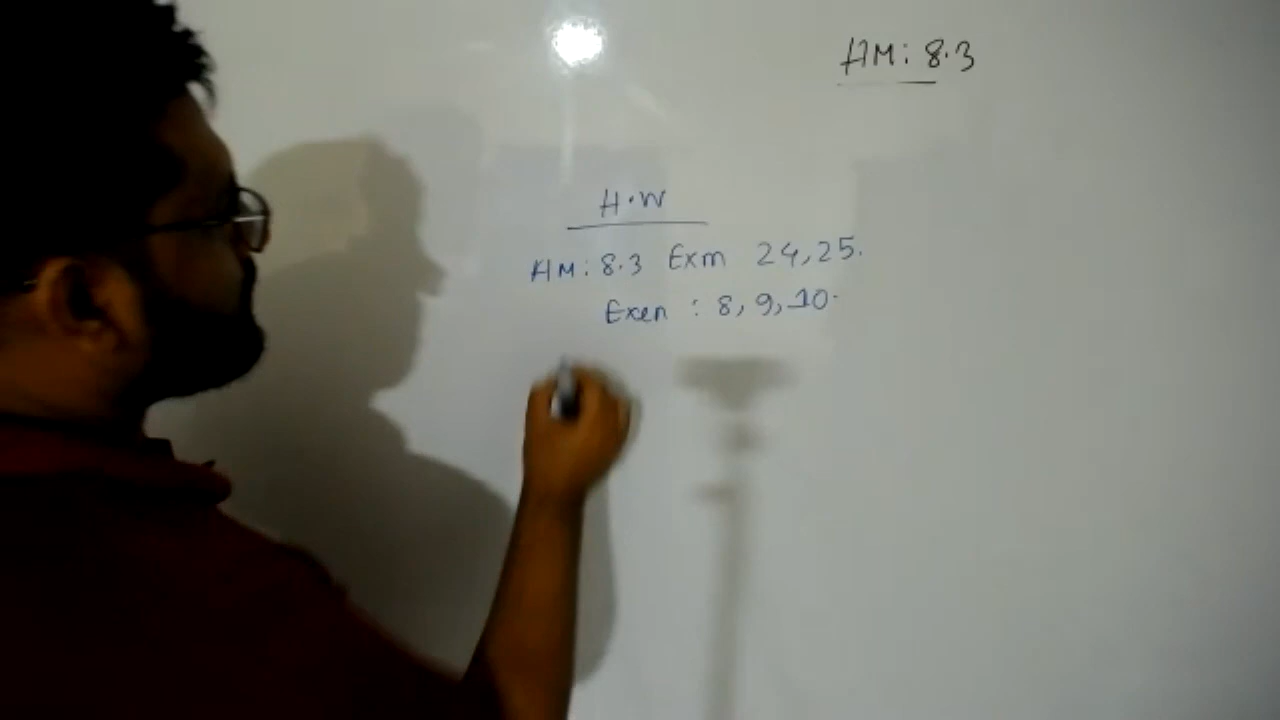 HM: 8.3
H.W
HM: 8.3 Exm 24, 25.
Exen : 8, 9, 10.